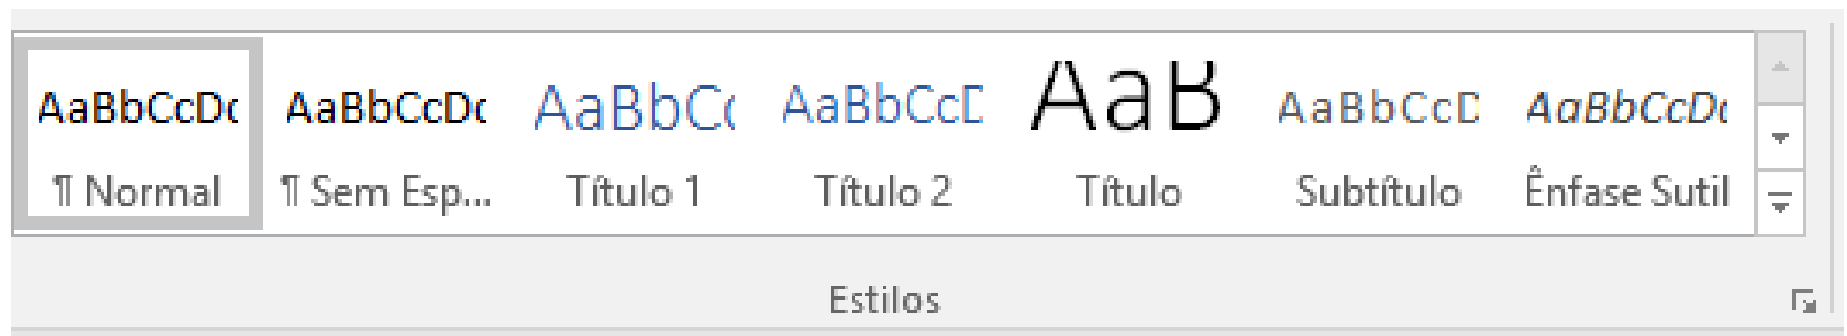 AaBbCcDc AaBbCcDc AaBbCc AaBbCcD AaB AaBbCcD AaBbCcDc
¶ Normal ¶ Sem Esp... Título 1 Título 2 Título Subtítulo Ênfase Sutil
Estilos